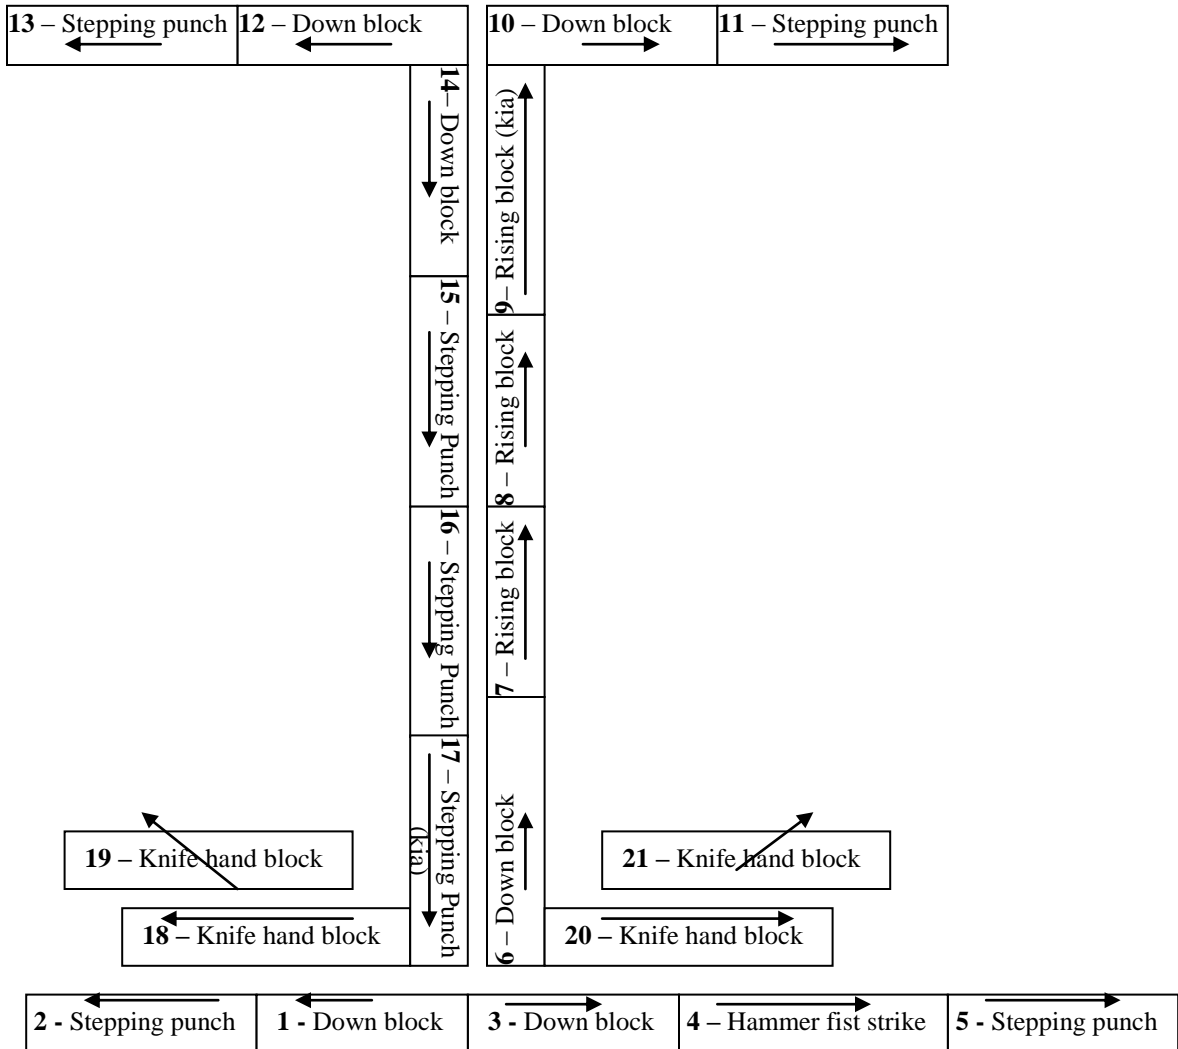 13 – Stepping punch
12 – Down block
10 – Down block
11 – Stepping punch
14– Down block
9– Rising block (kia)
15 – Stepping Punch
8 – Rising block
16 – Stepping Punch
7 – Rising block
17 – Stepping Punch
(kia)
6 – Down block
19 – Knife hand block
21 – Knife hand block
18 – Knife hand block
20 – Knife hand block
2 - Stepping punch
1 - Down block
3 - Down block
4 – Hammer fist strike
5 - Stepping punch